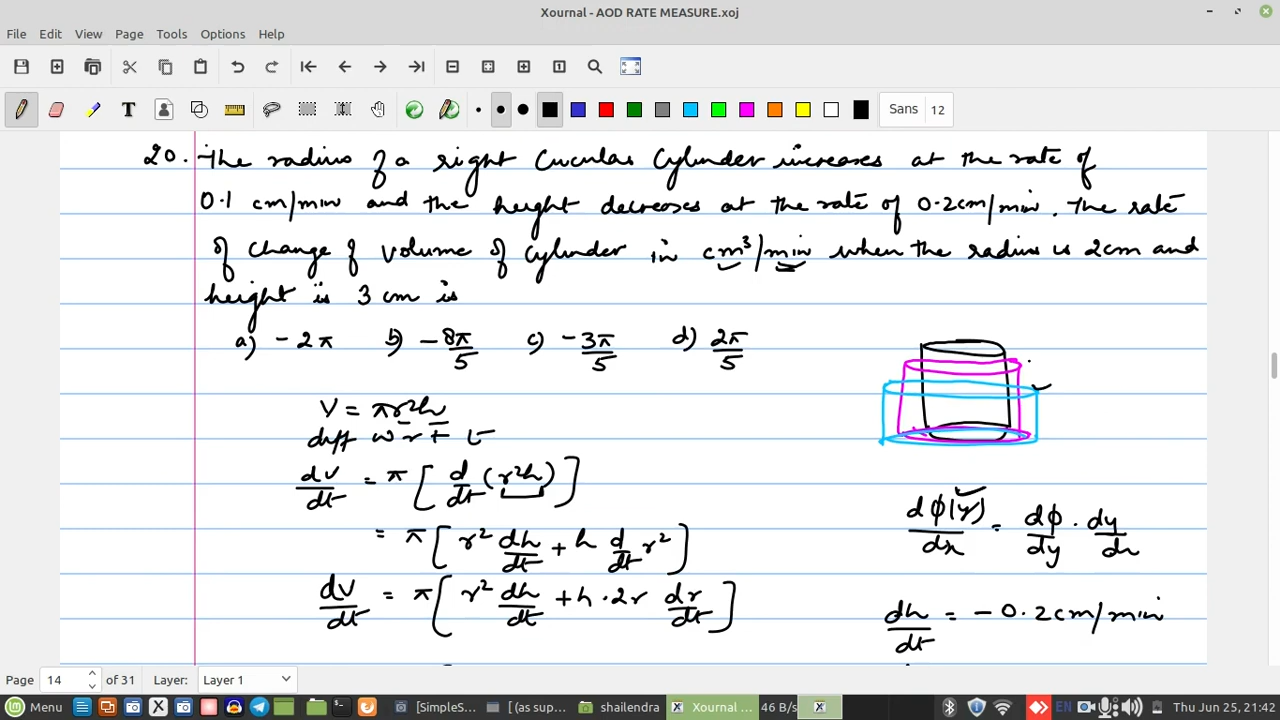 Xournal - AOD RATE MEASURE.xoj
File Edit View Page Tools Options Help
Sans 12
20. The radius of a right Circular Cylinder increases at the rate of
0.1 cm/min and the height decreases at the rate of 0.2cm/min. The rate
of change of volume of cylinder in cm³/min when the radius is 2cm and
height is 3 cm is
a) -2π b) -8π/5 c) -3π/5 d) 2π/5
V = πr²h
diff w r t t
dv/dt = π[d/dt(r²h)]
= π[r² dh/dt + h d/dt r²]
dv/dt = π[r² dh/dt + h·2r dr/dt]
dφ(y)/dx = dφ/dy · dy/dx
dh/dt = -0.2cm/min
Page 14 of 31 Layer: Layer 1
Menu [SimpleS... [ (as sup... shailendra Xournal ... 46 B/s EN Thu Jun 25, 21:42